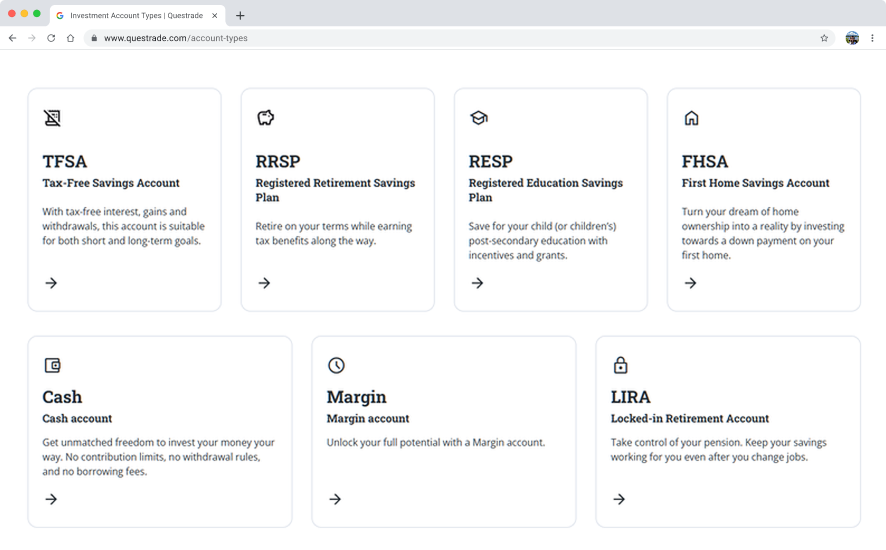 Investment Account Types | Questrade
www.questrade.com/account-types
TFSA
Tax-Free Savings Account
With tax-free interest, gains and
withdrawals, this account is suitable
for both short and long-term goals.
RRSP
Registered Retirement Savings
Plan
Retire on your terms while earning
tax benefits along the way.
RESP
Registered Education Savings
Plan
Save for your child (or children's)
post-secondary education with
incentives and grants.
FHSA
First Home Savings Account
Turn your dream of home
ownership into a reality by investing
towards a down payment on your
first home.
Cash
Cash account
Get unmatched freedom to invest your money your
way. No contribution limits, no withdrawal rules,
and no borrowing fees.
Margin
Margin account
Unlock your full potential with a Margin account.
LIRA
Locked-in Retirement Account
Take control of your pension. Keep your savings
working for you even after you change jobs.